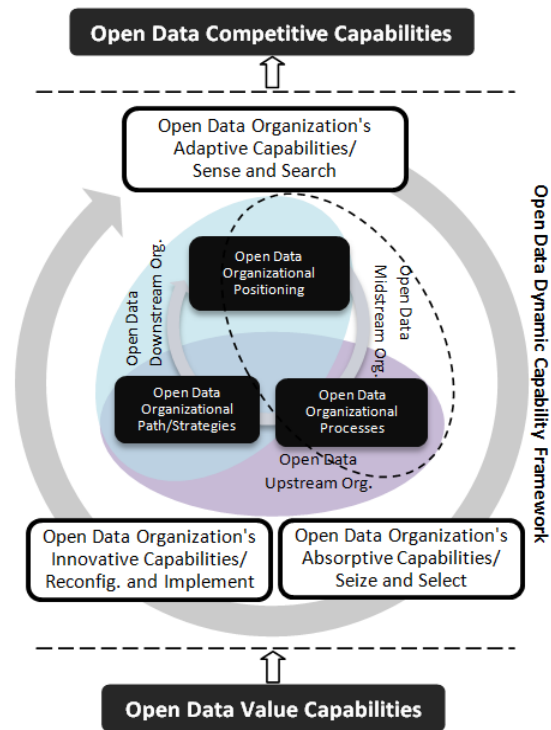 Open Data Competitive Capabilities
Open Data Organization's
Adaptive Capabilities/
Sense and Search
Open Data Dynamic Capability Framework
Open Data
Downstream Org.
Open Data
Organizational
Positioning
Open Data
Midstream Org.
Open Data
Organizational
Path/Strategies
Open Data
Organizational
Processes
Open Data
Upstream Org.
Open Data Organization's
Innovative Capabilities/
Reconfig. and Implement
Open Data Organization's
Absorptive Capabilities/
Seize and Select
Open Data Value Capabilities